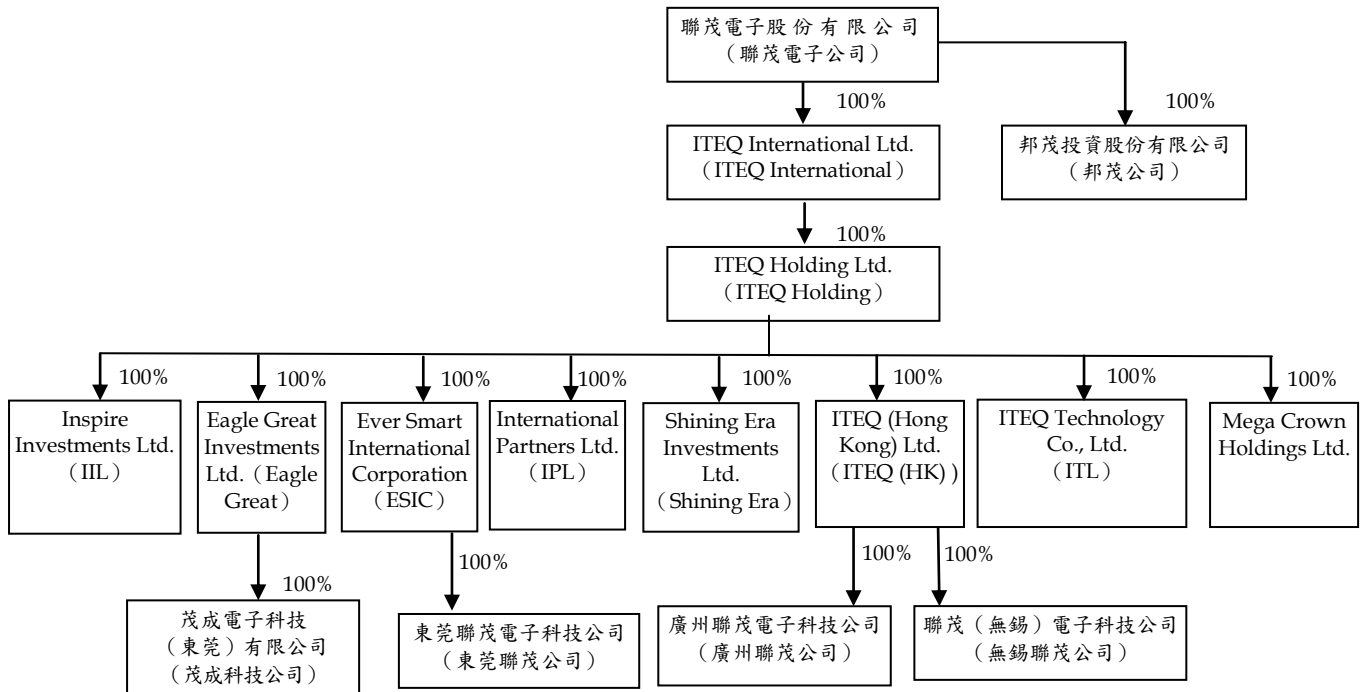 聯茂電子股份有限公司
（聯茂電子公司）
100%
100%
ITEQ International Ltd.
（ITEQ International）
邦茂投資股份有限公司
（邦茂公司）
100%
ITEQ Holding Ltd.
（ITEQ Holding）
100%
100%
100%
100%
100%
100%
100%
100%
Inspire
Investments Ltd.
（IIL）
Eagle Great
Investments
Ltd.（Eagle
Great）
Ever Smart
International
Corporation
（ESIC）
International
Partners Ltd.
（IPL）
Shining Era
Investments
Ltd.
（Shining Era）
ITEQ (Hong
Kong) Ltd.
（ITEQ (HK)）
ITEQ Technology
Co., Ltd.
（ITL）
Mega Crown
Holdings Ltd.
100%
100%
100%
100%
茂成電子科技
（東莞）有限公司
（茂成科技公司）
東莞聯茂電子科技公司
（東莞聯茂公司）
廣州聯茂電子科技公司
（廣州聯茂公司）
聯茂（無錫）電子科技公司
（無錫聯茂公司）